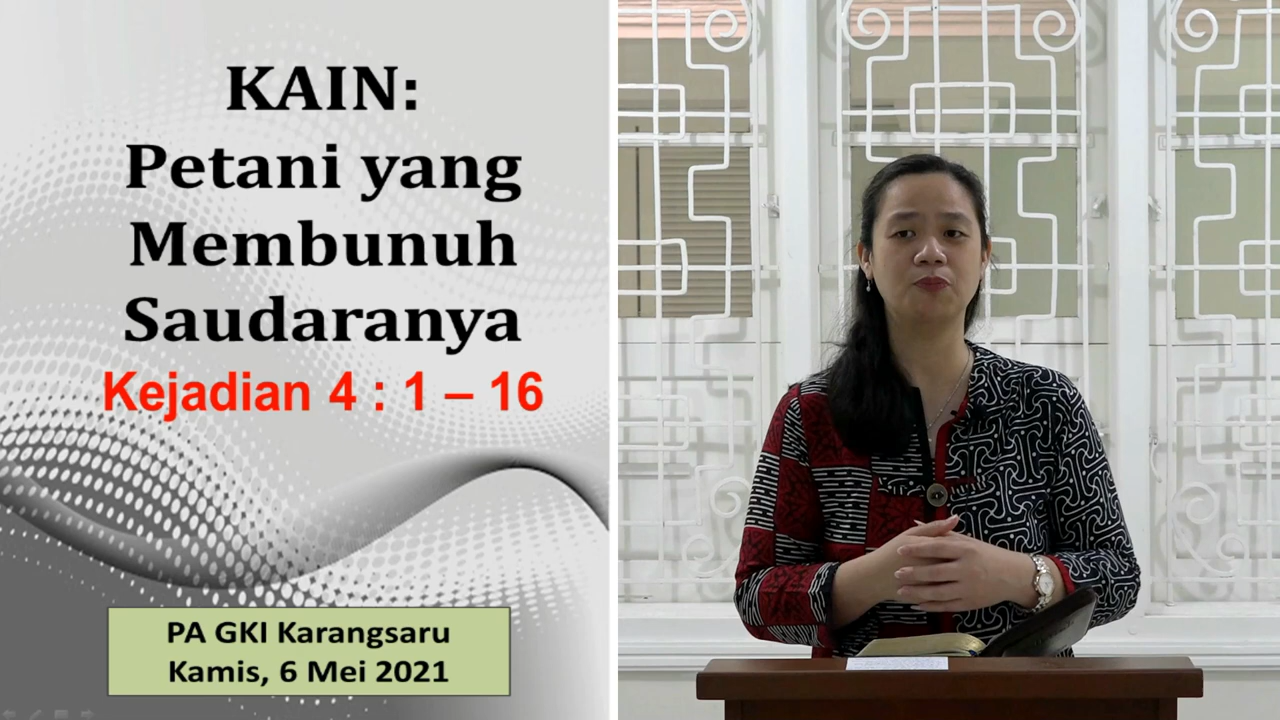 KAIN:
Petani yang
Membunuh
Saudaranya
Kejadian 4 : 1 – 16
PA GKI Karangsaru
Kamis, 6 Mei 2021